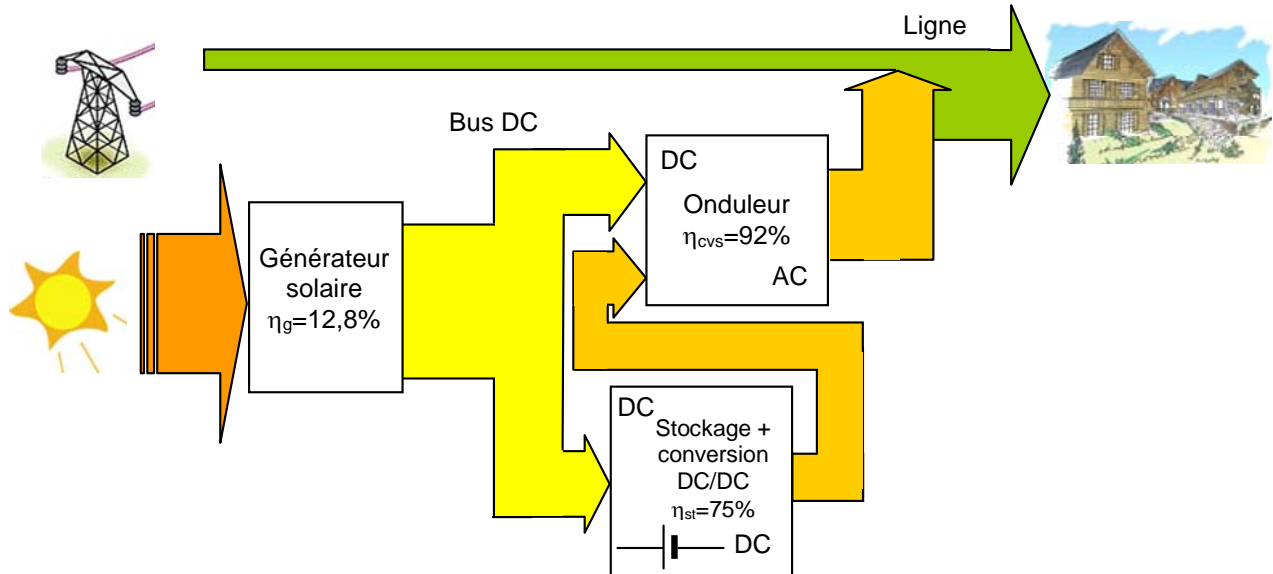 Ligne
Bus DC
DC
Onduleur
ηcvs=92%
AC
Générateur
solaire
ηg=12,8%
DC
Stockage +
conversion
DC/DC
ηst=75%
DC